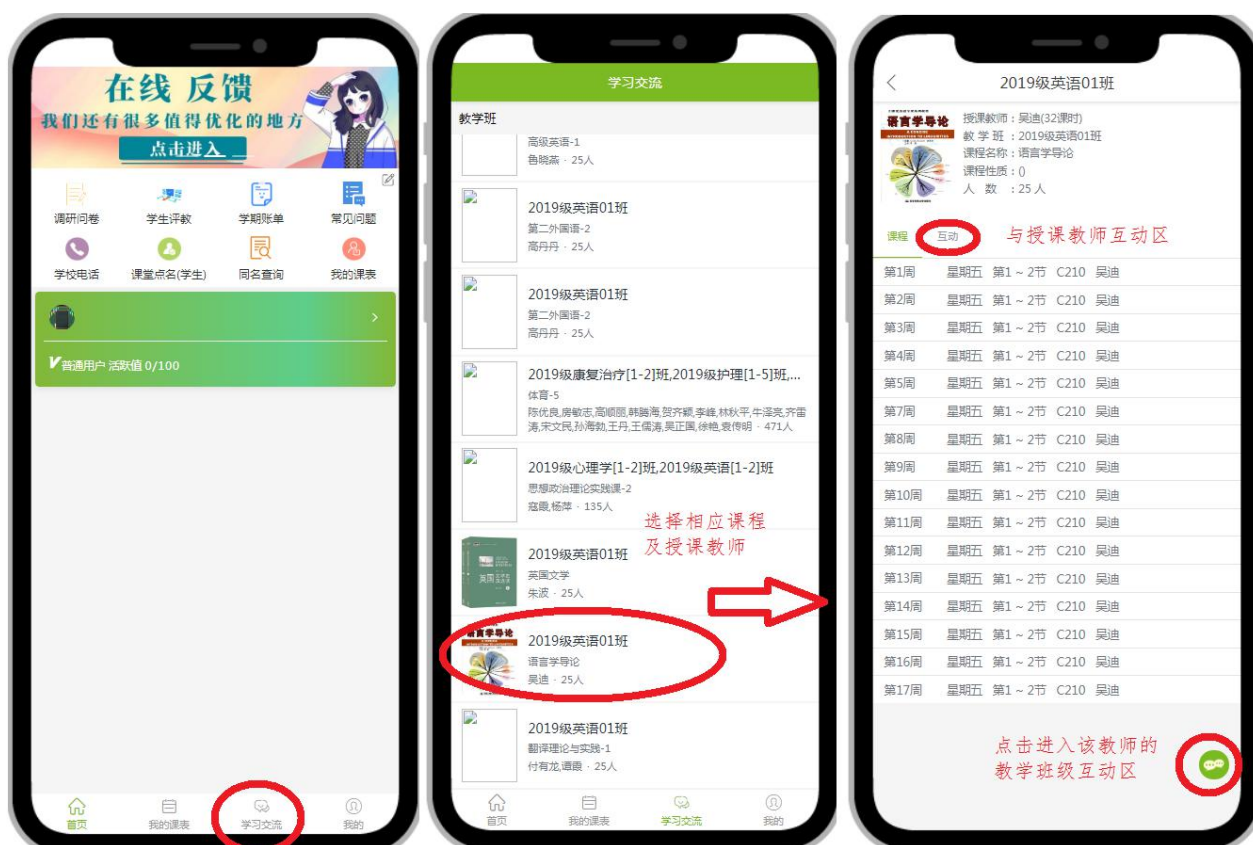 在线 反馈
我们还有很多值得优化的地方
点击进入
调研问卷
学生评教
学期账单
常见问题
学校电话
课堂点名(学生)
同名查询
我的课表
V 普通用户 活跃值 0/100
首页
我的课表
学习交流
我的
学习交流
教学班
高级英语-1
鲁晓燕 · 25人
2019级英语01班
第二外国语-2
高丹丹 · 25人
2019级英语01班
第二外国语-2
高丹丹 · 25人
2019级康复治疗[1-2]班,2019级护理[1-5]班,...
体育-5
陈优良,房敏志,高顺丽,韩腾海,贺齐颖,李峰,林秋平,牛泽亮,齐雷
涛,宋文民,孙海勃,王丹,王儒涛,吴正国,徐艳,袁传明 · 471人
2019级心理学[1-2]班,2019级英语[1-2]班
思想政治理论实践课-2
寇霞,杨萍 · 135人
选择相应课程
及授课教师
2019级英语01班
英国文学
朱波 · 25人
语言学导论
2019级英语01班
语言学导论
吴迪 · 25人
2019级英语01班
翻译理论与实践-1
付有龙,谭霞 · 25人
首页
我的课表
学习交流
我的
2019级英语01班
语言学导论
授课教师：吴迪(32课时)
教 学 班 ：2019级英语01班
课程名称：语言学导论
课程性质：()
人 数 ：25 人
课程
互动
与授课教师互动区
第1周 星期五 第1 ~ 2节 C210 吴迪
第2周 星期五 第1 ~ 2节 C210 吴迪
第3周 星期五 第1 ~ 2节 C210 吴迪
第4周 星期五 第1 ~ 2节 C210 吴迪
第5周 星期五 第1 ~ 2节 C210 吴迪
第7周 星期五 第1 ~ 2节 C210 吴迪
第8周 星期五 第1 ~ 2节 C210 吴迪
第9周 星期五 第1 ~ 2节 C210 吴迪
第10周 星期五 第1 ~ 2节 C210 吴迪
第11周 星期五 第1 ~ 2节 C210 吴迪
第12周 星期五 第1 ~ 2节 C210 吴迪
第13周 星期五 第1 ~ 2节 C210 吴迪
第14周 星期五 第1 ~ 2节 C210 吴迪
第15周 星期五 第1 ~ 2节 C210 吴迪
第16周 星期五 第1 ~ 2节 C210 吴迪
第17周 星期五 第1 ~ 2节 C210 吴迪
点击进入该教师的
教学班级互动区